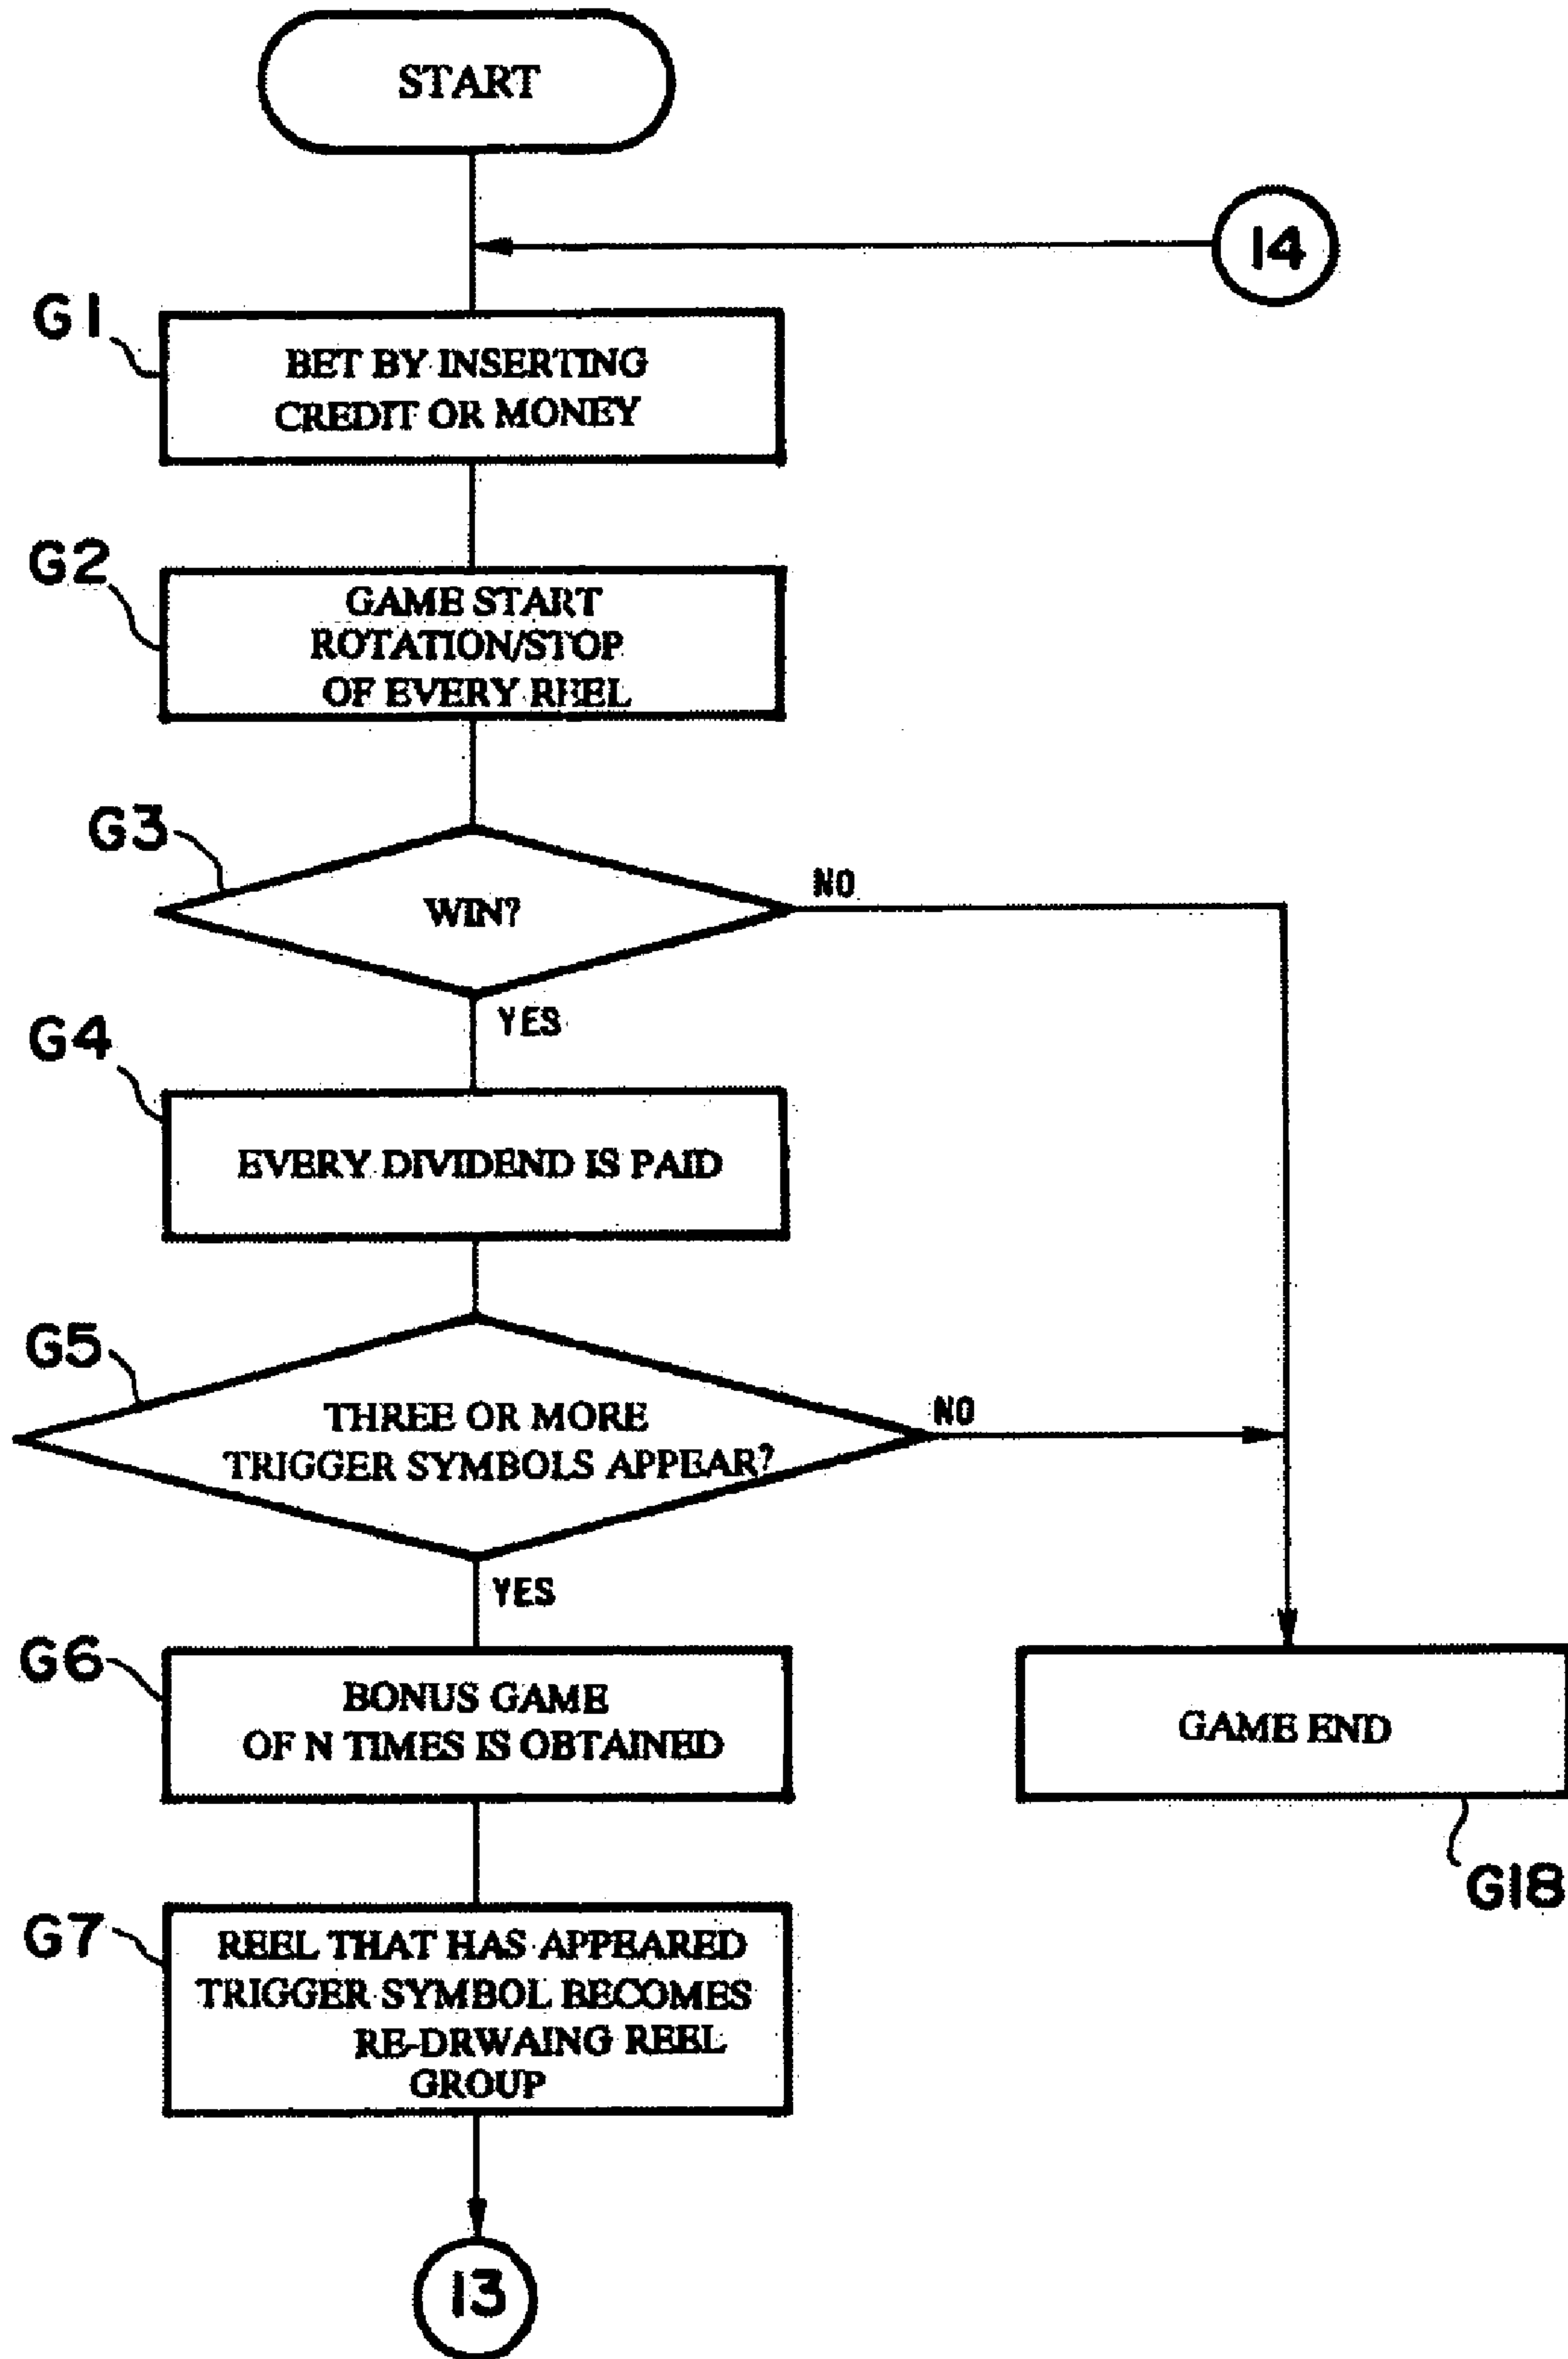 START
14
G1
BET BY INSERTING
CREDIT OR MONEY
G2
GAME START
ROTATION/STOP
OF EVERY REEL
G3
WIN?
NO
YES
G4
EVERY DIVIDEND IS PAID
G5
THREE OR MORE
TRIGGER SYMBOLS APPEAR?
NO
YES
G6
BONUS GAME
OF N TIMES IS OBTAINED
GAME END
G18
G7
REEL THAT HAS APPEARED
TRIGGER SYMBOL BECOMES
RE-DRWAING REEL
GROUP
13